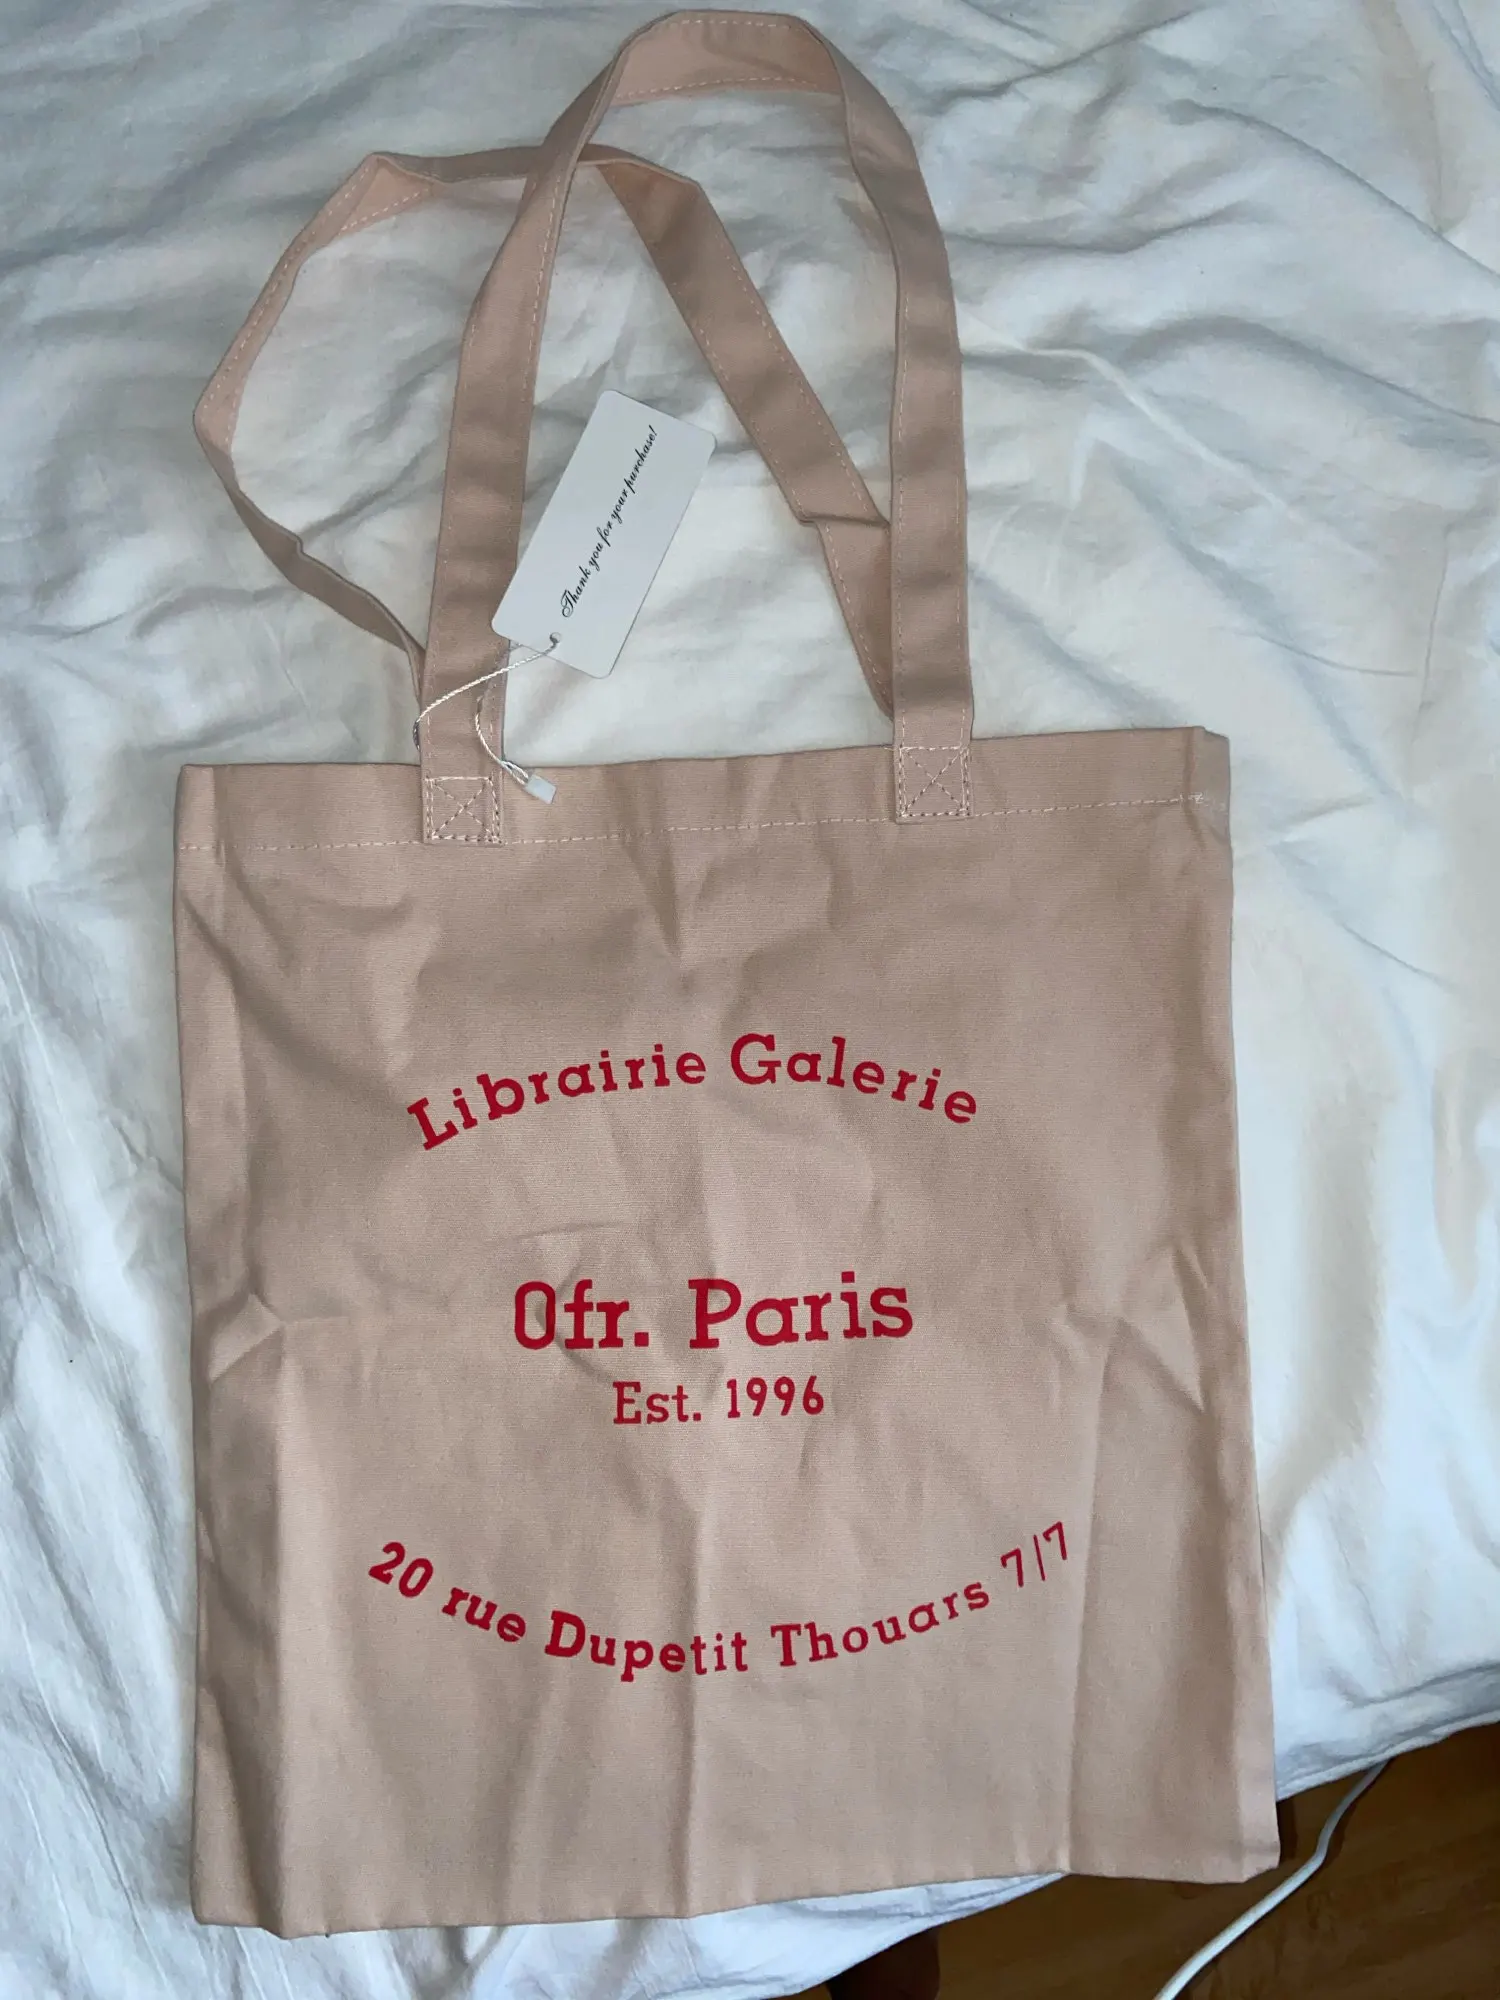 Thank you for your purchase!
Librairie Galerie
Ofr. Paris
Est. 1996
20 rue Dupetit Thouars 7/7